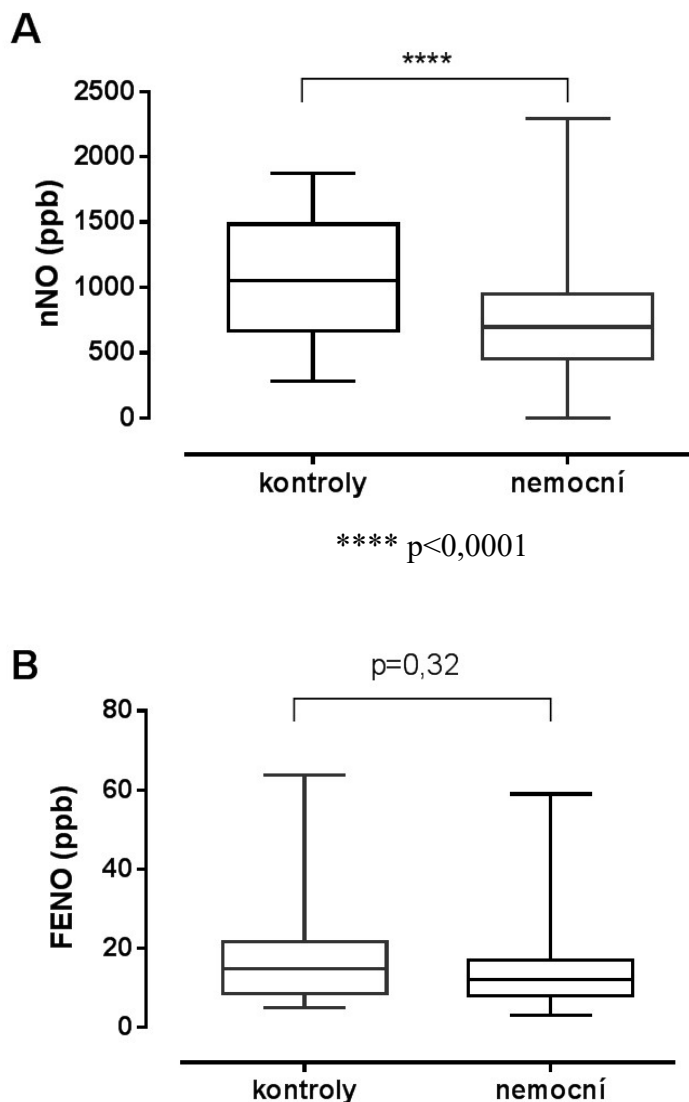 A
****
2500
2000
1500
1000
500
0
nNO (ppb)
kontroly nemocní
**** p<0,0001
B
p=0,32
80
60
40
20
0
FENO (ppb)
kontroly nemocní